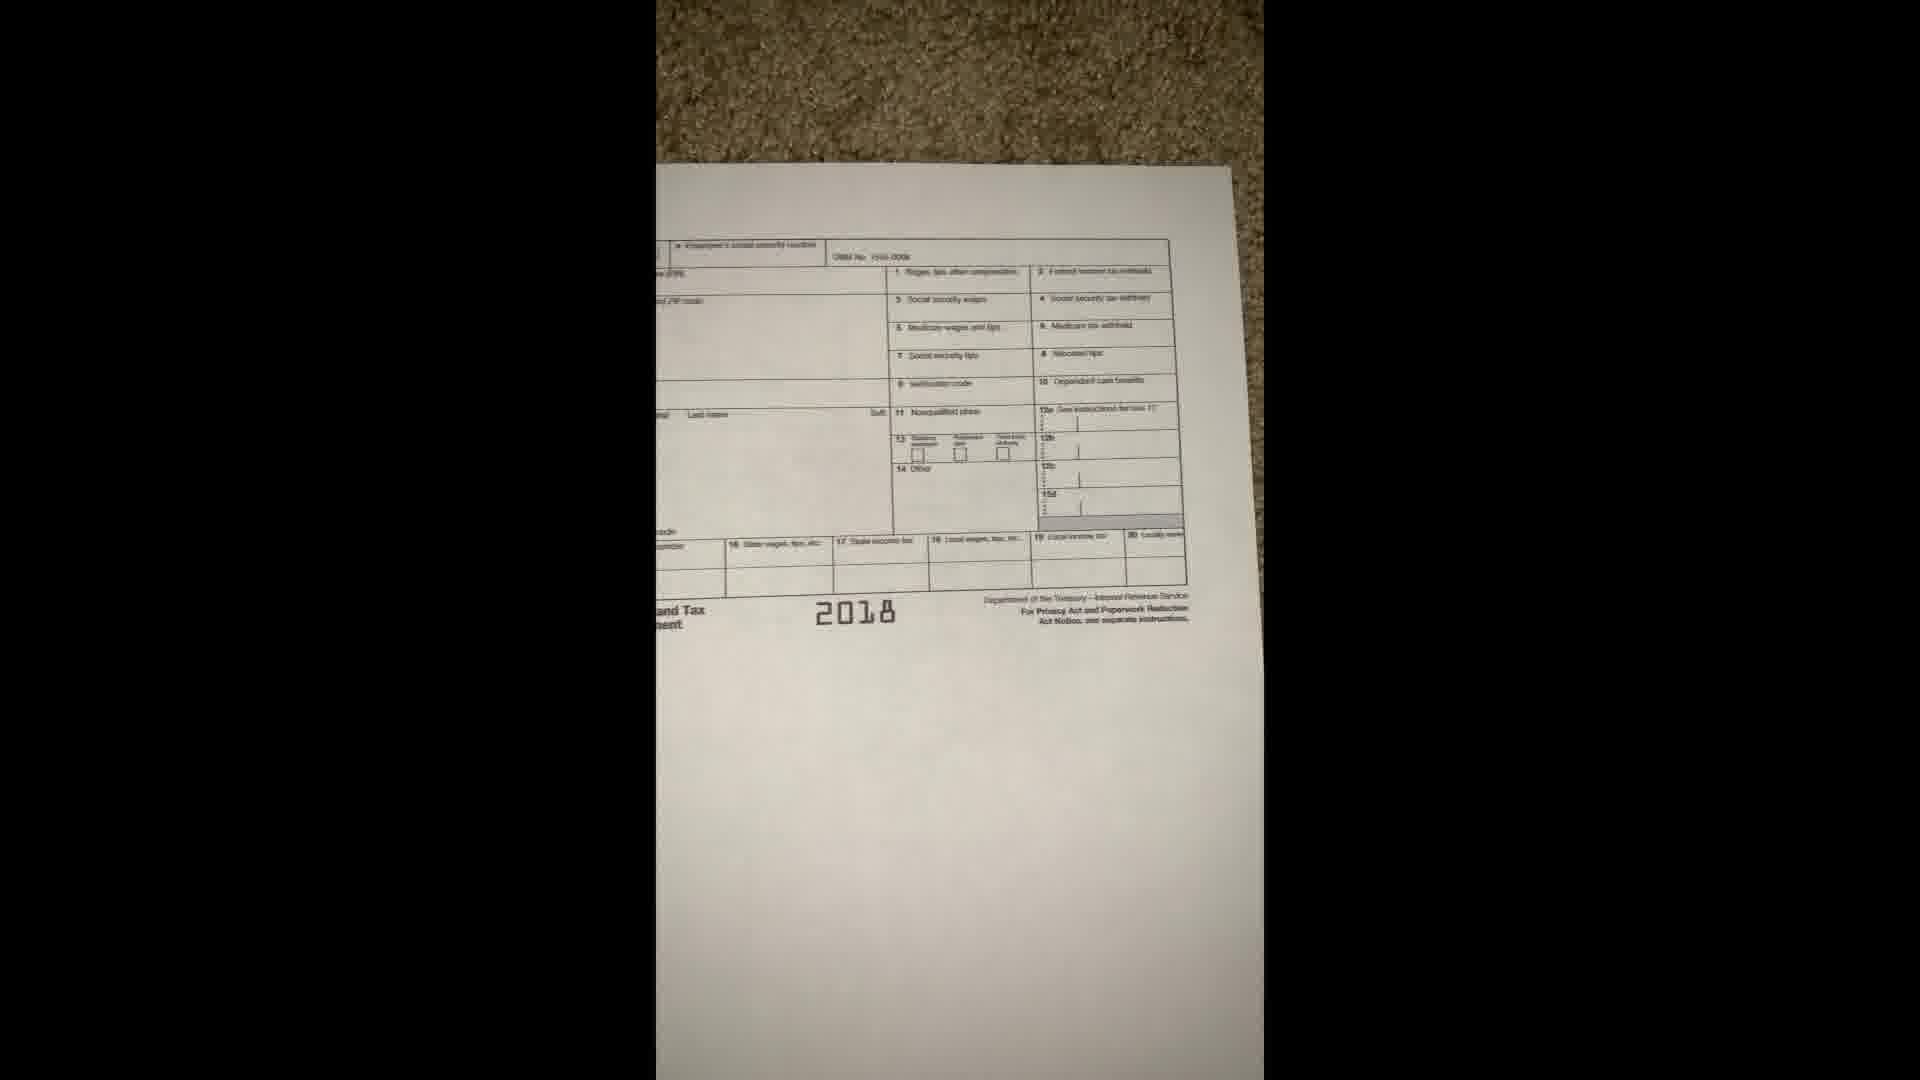 a Employee's social security number
OMB No. 1545-0008
1 Wages, tips, other compensation
2 Federal income tax withheld
3 Social security wages
4 Social security tax withheld
and ZIP code
5 Medicare wages and tips
6 Medicare tax withheld
7 Social security tips
8 Allocated tips
9 Verification code
10 Dependent care benefits
Last name
Suff.
11 Nonqualified plans
12a See instructions for box 12
13 Statutory employee
Retirement plan
Third-party sick pay
12b
14 Other
12c
12d
code
number
16 State wages, tips, etc.
17 State income tax
18 Local wages, tips, etc.
19 Local income tax
20 Locality name
and Tax
ment
2018
Department of the Treasury—Internal Revenue Service
For Privacy Act and Paperwork Reduction
Act Notice, see separate instructions.